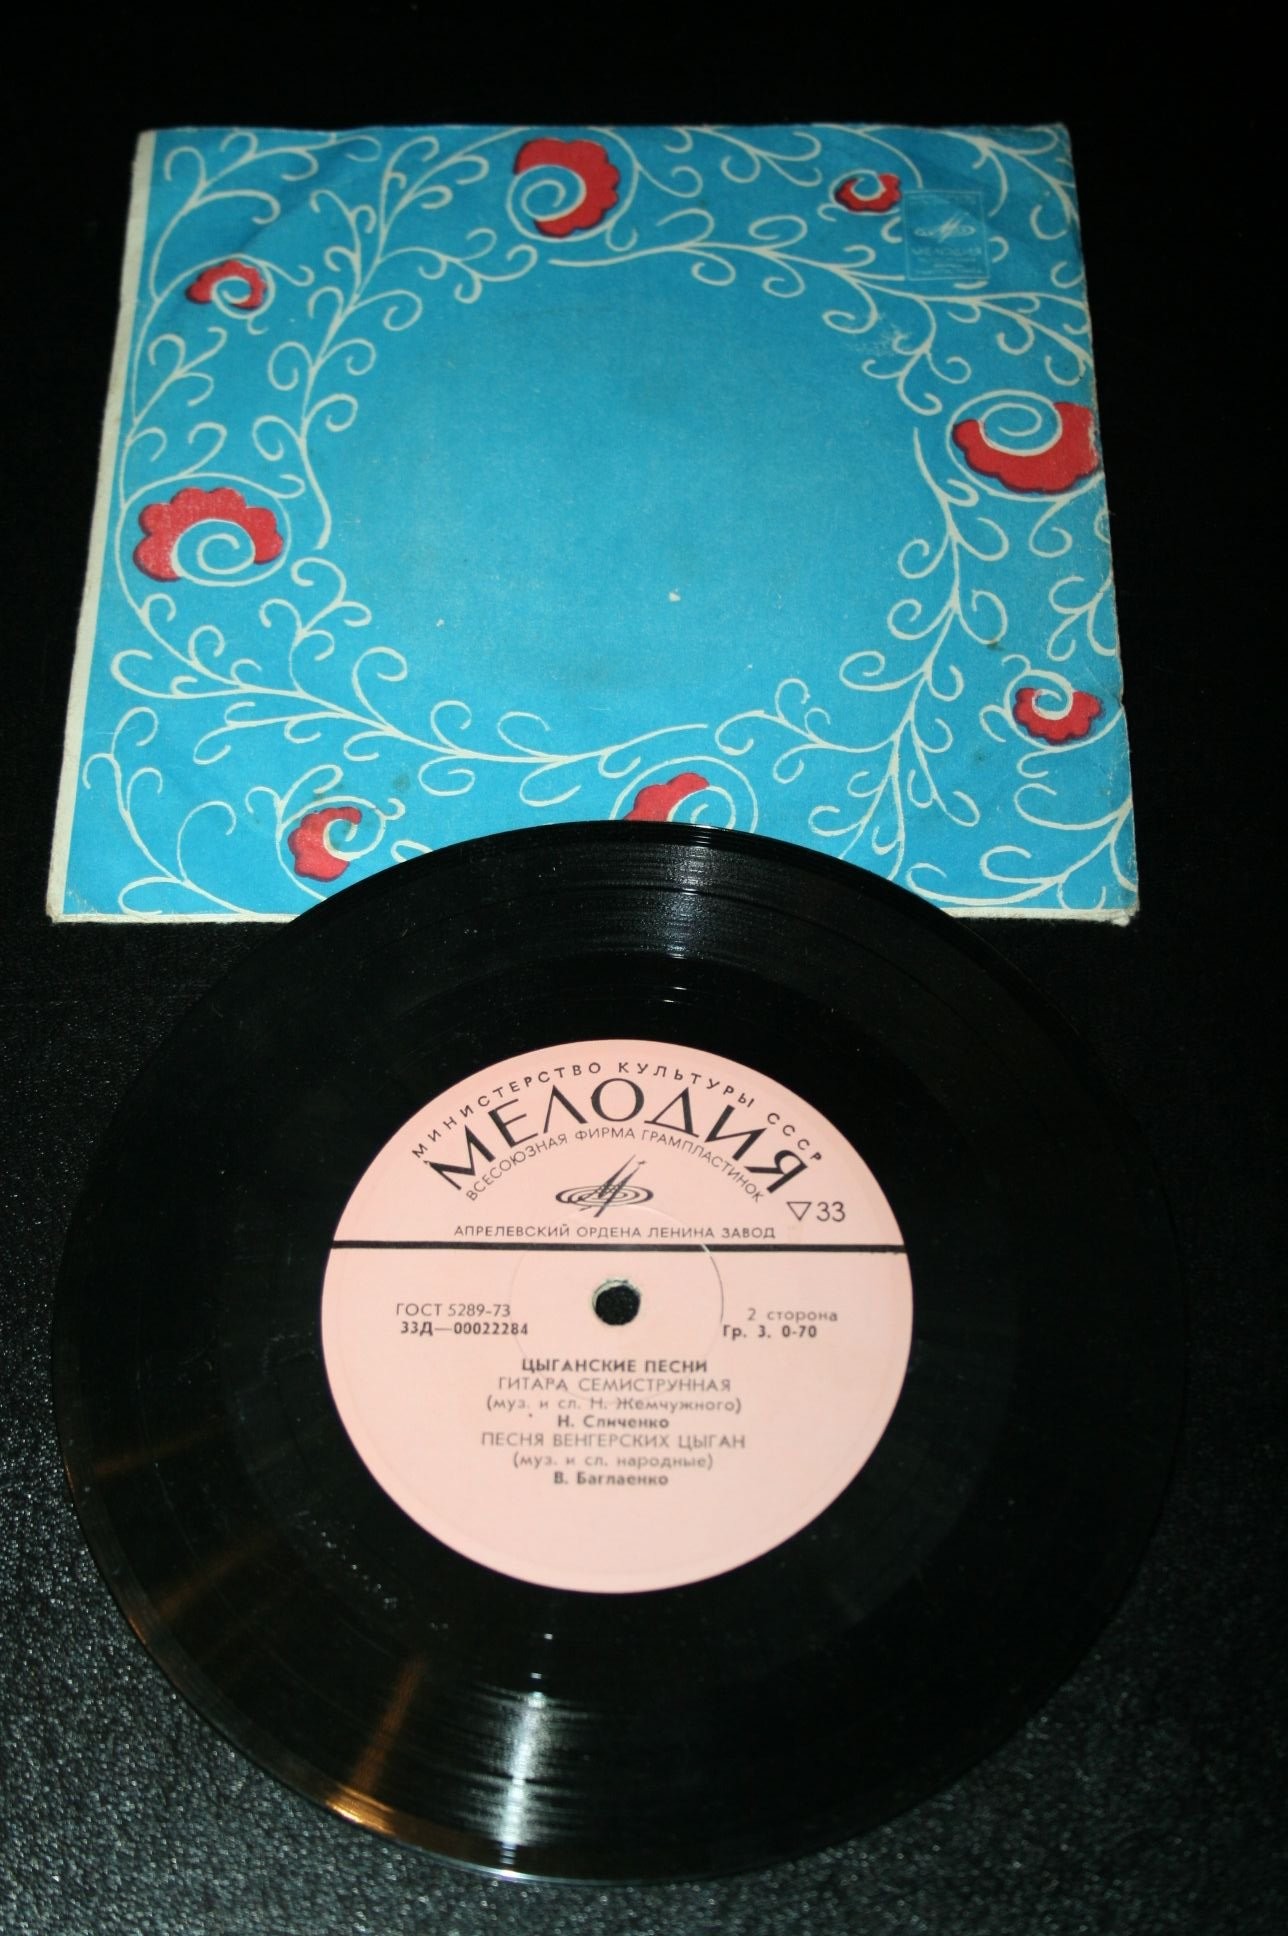 МЕЛОДИЯ
МИНИСТЕРСТВО КУЛЬТУРЫ СССР
МЕЛОДИЯ
ВСЕСОЮЗНАЯ ФИРМА ГРАМПЛАСТИНОК
▽33
АПРЕЛЕВСКИЙ ОРДЕНА ЛЕНИНА ЗАВОД
ГОСТ 5289-73
33Д—00022284
2 сторона
Гр. 3. 0-70
ЦЫГАНСКИЕ ПЕСНИ
ГИТАРА СЕМИСТРУННАЯ
(муз. и сл. Н. Жемчужного)
Н. Сличенко
ПЕСНЯ ВЕНГЕРСКИХ ЦЫГАН
(муз. и сл. народные)
В. Баглаенко